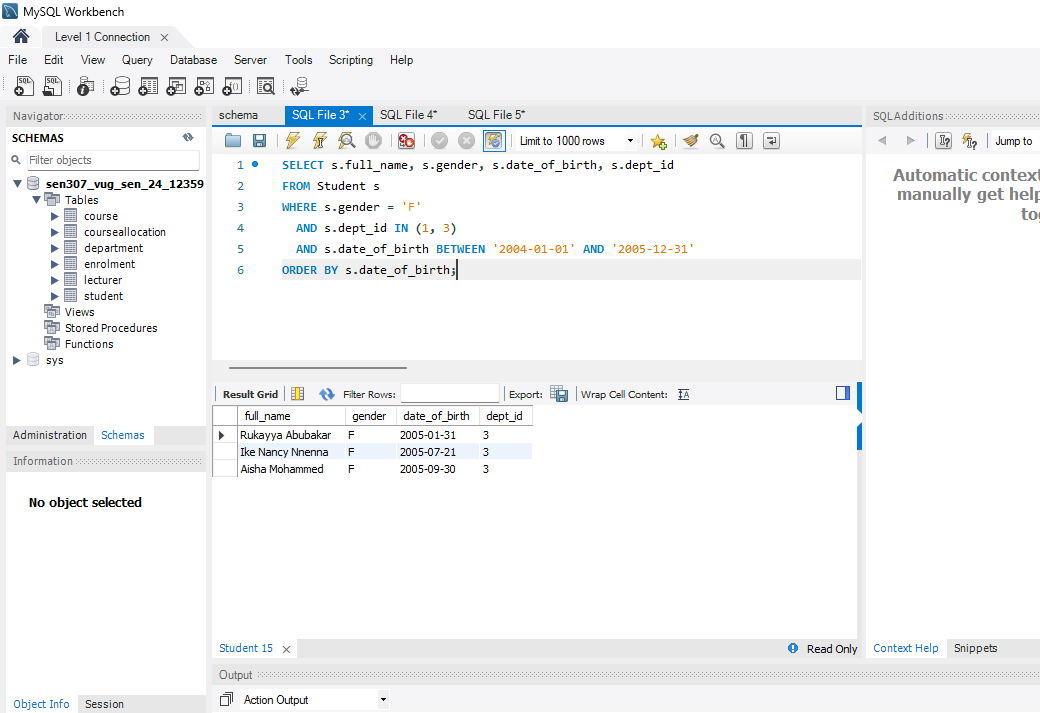 MySQL Workbench
Level 1 Connection
File Edit View Query Database Server Tools Scripting Help
Navigator
SCHEMAS
Filter objects
sen307_vug_sen_24_12359
Tables
course
courseallocation
department
enrolment
lecturer
student
Views
Stored Procedures
Functions
sys
Administration Schemas
Information
No object selected
Object Info Session
schema SQL File 3* SQL File 4* SQL File 5*
Limit to 1000 rows
1 SELECT s.full_name, s.gender, s.date_of_birth, s.dept_id
2 FROM Student s
3 WHERE s.gender = 'F'
4 AND s.dept_id IN (1, 3)
5 AND s.date_of_birth BETWEEN '2004-01-01' AND '2005-12-31'
6 ORDER BY s.date_of_birth;
Result Grid Filter Rows: Export: Wrap Cell Content:
full_name gender date_of_birth dept_id
Rukayya Abubakar F 2005-01-31 3
Ike Nancy Nnenna F 2005-07-21 3
Aisha Mohammed F 2005-09-30 3
Student 15 Read Only
Output
Action Output
SQLAdditions
Jump to
Automatic context
manually get help
tog
Context Help Snippets